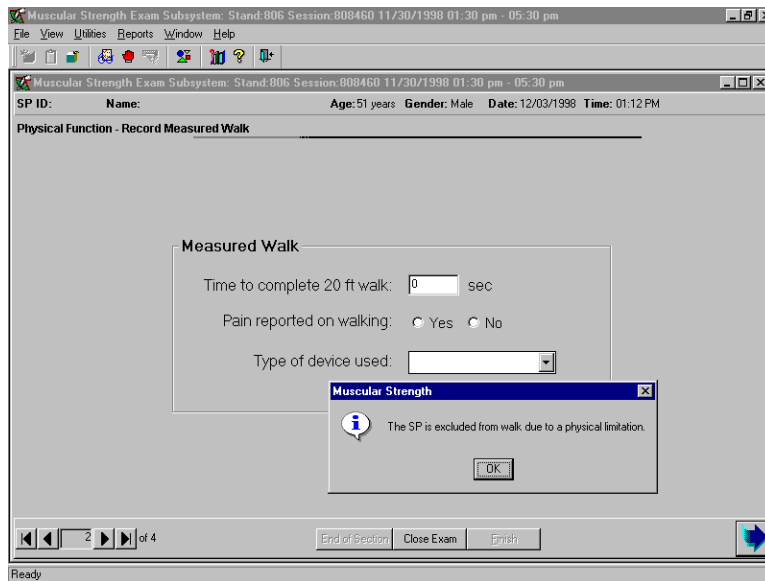 Muscular Strength Exam Subsystem: Stand:806 Session:808460 11/30/1998 01:30 pm - 05:30 pm
File View Utilities Reports Window Help
Muscular Strength Exam Subsystem: Stand:806 Session:808460 11/30/1998 01:30 pm - 05:30 pm
SP ID: Name: Age: 51 years Gender: Male Date: 12/03/1998 Time: 01:12 PM
Physical Function - Record Measured Walk
Measured Walk
Time to complete 20 ft walk: 0 sec
Pain reported on walking: Yes No
Type of device used:
Muscular Strength
The SP is excluded from walk due to a physical limitation.
OK
2 of 4 End of Section Close Exam Finish
Ready